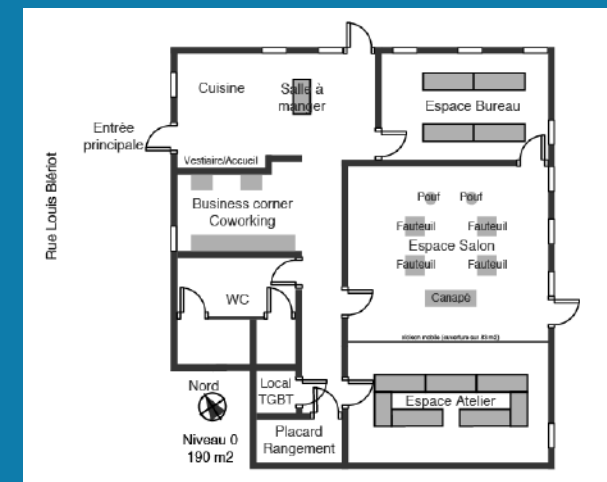 Cuisine
Salle à
manger
Espace Bureau
Entrée
principale
Vestiaire/Accueil
Rue Louis Blériot
Business corner
Coworking
Pouf Pouf
Fauteuil Fauteuil
Espace Salon
Fauteuil Fauteuil
WC
Canapé
Nord
Local
TGBT
Espace Atelier
Niveau 0
190 m2
Placard
Rangement